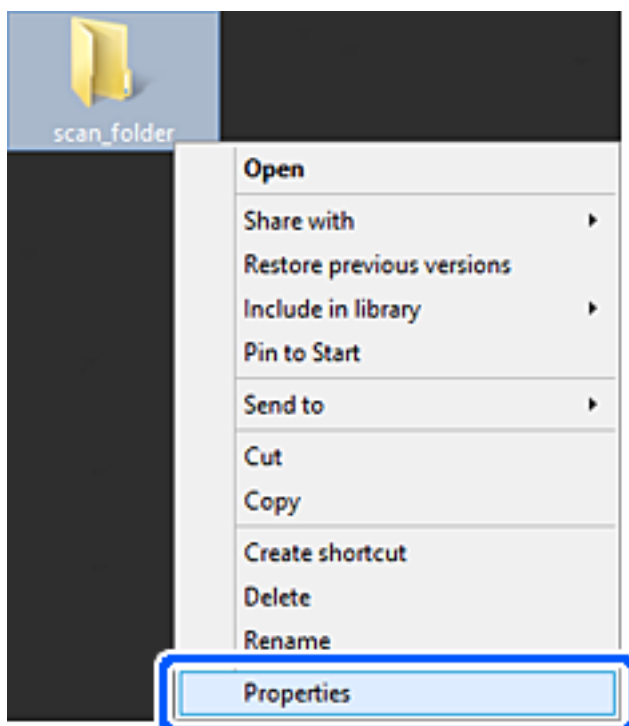 scan_folder
Open
Share with
Restore previous versions
Include in library
Pin to Start
Send to
Cut
Copy
Create shortcut
Delete
Rename
Properties